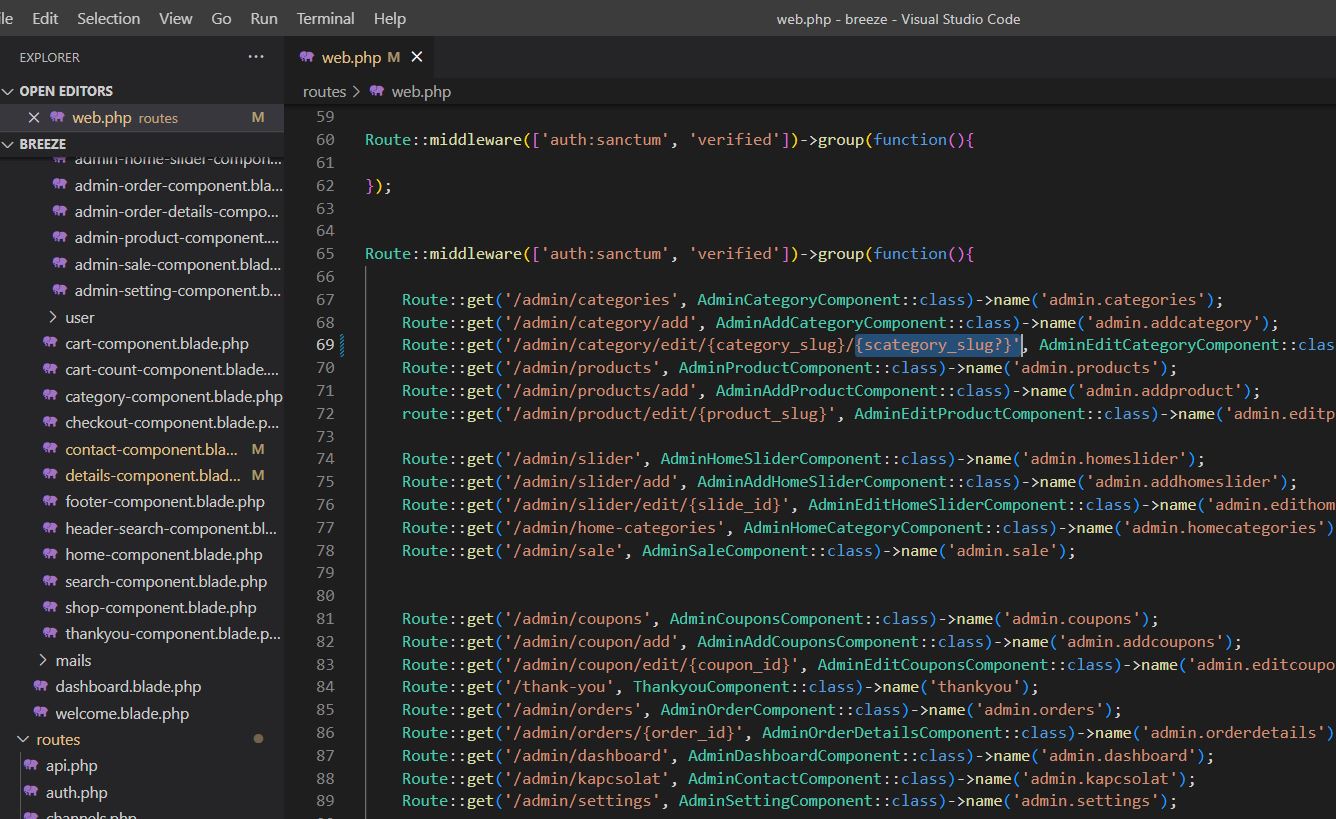 le Edit Selection View Go Run Terminal Help web.php - breeze - Visual Studio Code
EXPLORER ...
OPEN EDITORS
web.php routes M
BREEZE
admin-home-slider-compon...
admin-order-component.bla...
admin-order-details-compo...
admin-product-component....
admin-sale-component.blad...
admin-setting-component.b...
user
cart-component.blade.php
cart-count-component.blade....
category-component.blade.php
checkout-component.blade.p...
contact-component.bla... M
details-component.blad... M
footer-component.blade.php
header-search-component.bl...
home-component.blade.php
search-component.blade.php
shop-component.blade.php
thankyou-component.blade.p...
mails
dashboard.blade.php
welcome.blade.php
routes
api.php
auth.php
channels.php
web.php M
routes > web.php
59
60 Route::middleware(['auth:sanctum', 'verified'])->group(function(){
61
62 });
63
64
65 Route::middleware(['auth:sanctum', 'verified'])->group(function(){
66
67 Route::get('/admin/categories', AdminCategoryComponent::class)->name('admin.categories');
68 Route::get('/admin/category/add', AdminAddCategoryComponent::class)->name('admin.addcategory');
69 Route::get('/admin/category/edit/{category_slug}/{scategory_slug?}', AdminEditCategoryComponent::clas
70 Route::get('/admin/products', AdminProductComponent::class)->name('admin.products');
71 Route::get('/admin/products/add', AdminAddProductComponent::class)->name('admin.addproduct');
72 route::get('/admin/product/edit/{product_slug}', AdminEditProductComponent::class)->name('admin.editp
73
74 Route::get('/admin/slider', AdminHomeSliderComponent::class)->name('admin.homeslider');
75 Route::get('/admin/slider/add', AdminAddHomeSliderComponent::class)->name('admin.addhomeslider');
76 Route::get('/admin/slider/edit/{slide_id}', AdminEditHomeSliderComponent::class)->name('admin.edithom
77 Route::get('/admin/home-categories', AdminHomeCategoryComponent::class)->name('admin.homecategories')
78 Route::get('/admin/sale', AdminSaleComponent::class)->name('admin.sale');
79
80
81 Route::get('/admin/coupons', AdminCouponsComponent::class)->name('admin.coupons');
82 Route::get('/admin/coupon/add', AdminAddCouponsComponent::class)->name('admin.addcoupons');
83 Route::get('/admin/coupon/edit/{coupon_id}', AdminEditCouponsComponent::class)->name('admin.editcoupo
84 Route::get('/thank-you', ThankyouComponent::class)->name('thankyou');
85 Route::get('/admin/orders', AdminOrderComponent::class)->name('admin.orders');
86 Route::get('/admin/orders/{order_id}', AdminOrderDetailsComponent::class)->name('admin.orderdetails')
87 Route::get('/admin/dashboard', AdminDashboardComponent::class)->name('admin.dashboard');
88 Route::get('/admin/kapcsolat', AdminContactComponent::class)->name('admin.kapcsolat');
89 Route::get('/admin/settings', AdminSettingComponent::class)->name('admin.settings');